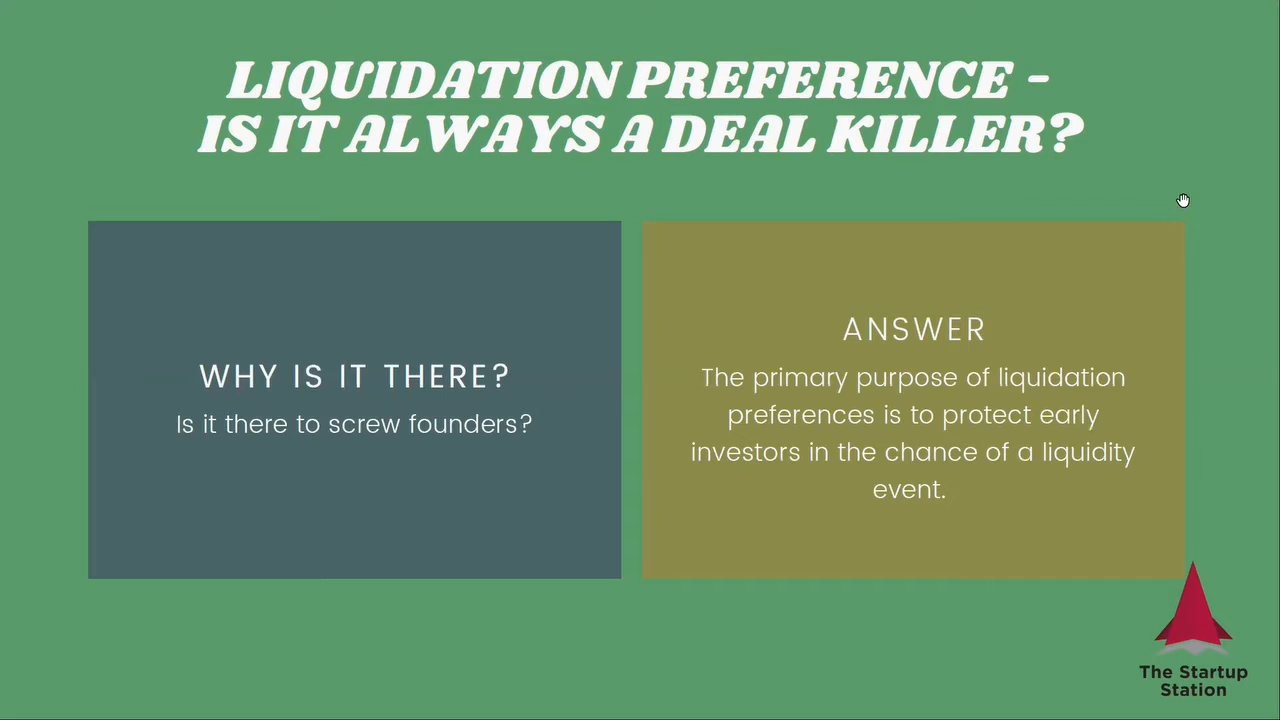 LIQUIDATION PREFERENCE -
IS IT ALWAYS A DEAL KILLER?
WHY IS IT THERE?
Is it there to screw founders?
ANSWER
The primary purpose of liquidation
preferences is to protect early
investors in the chance of a liquidity
event.
The Startup
Station